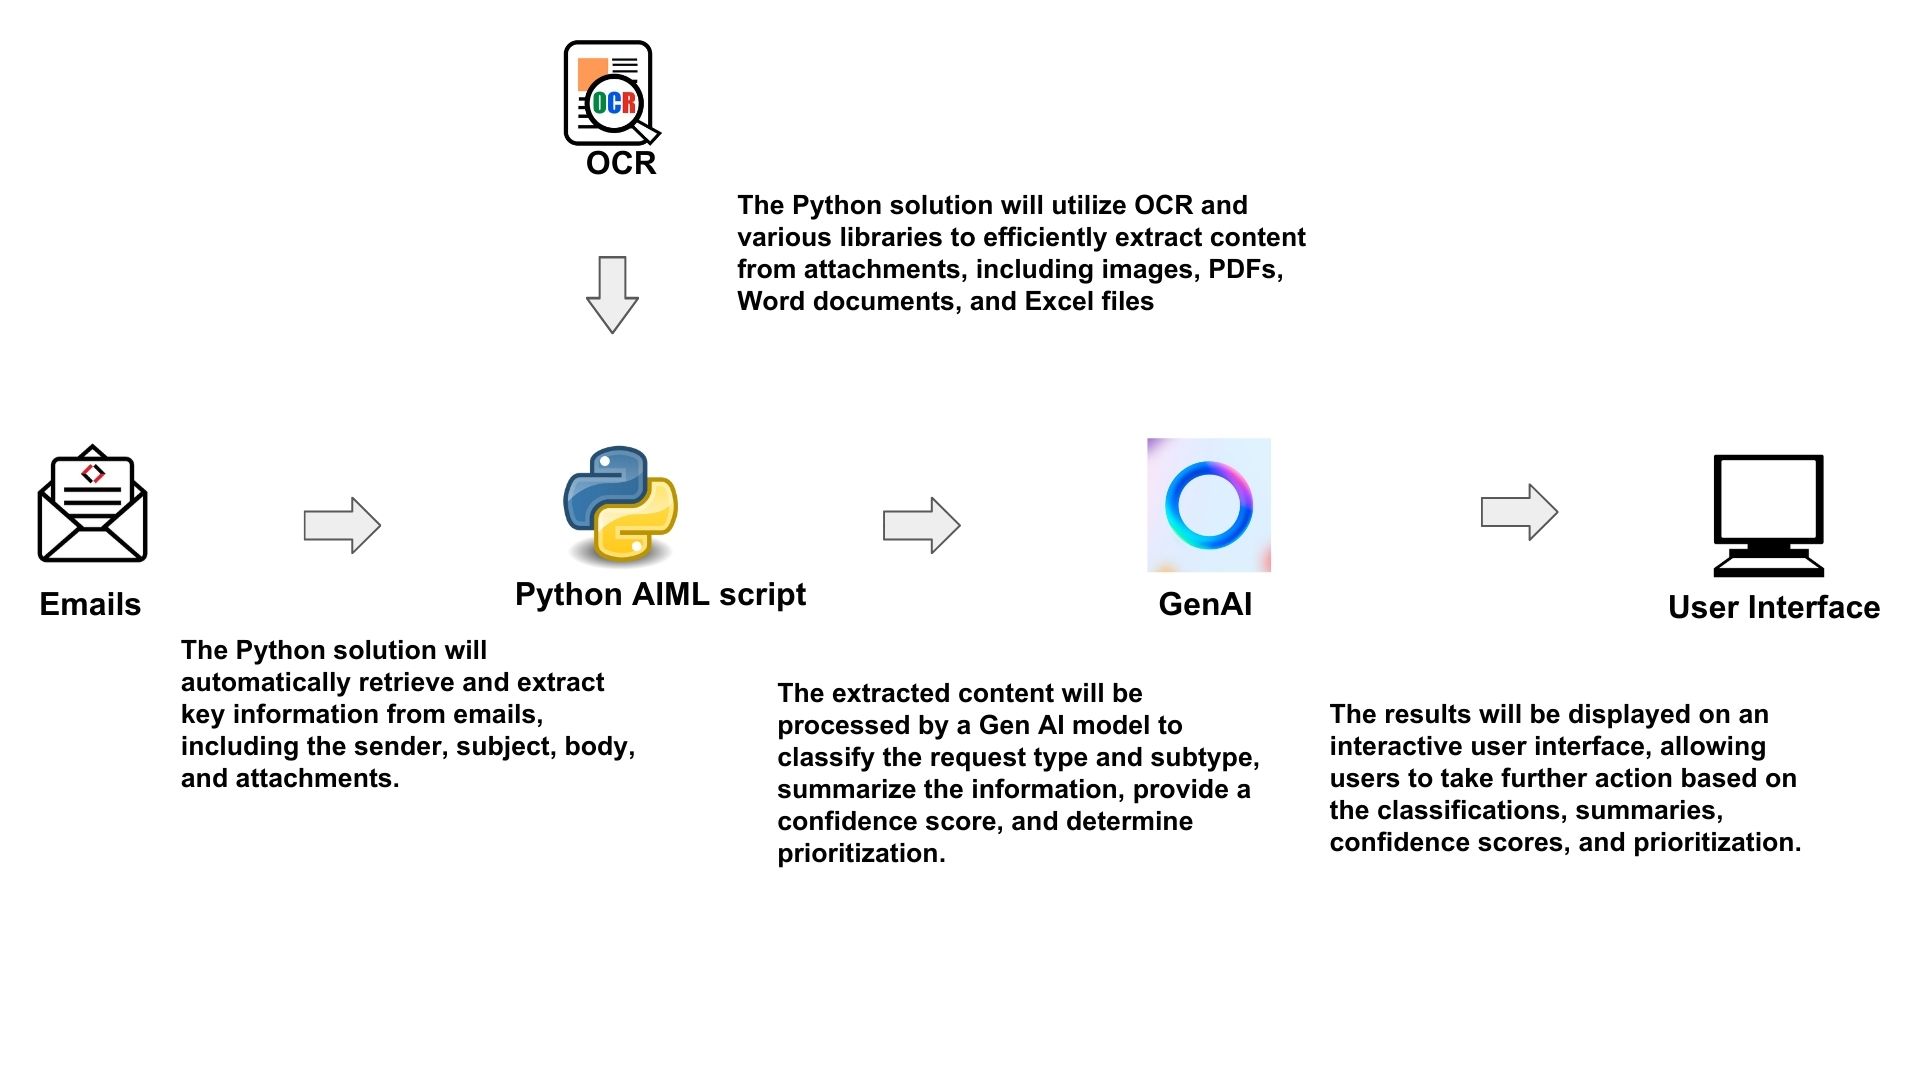 OCR
OCR
The Python solution will utilize OCR and
various libraries to efficiently extract content
from attachments, including images, PDFs,
Word documents, and Excel files
Emails
Python AIML script
GenAI
User Interface
The Python solution will
automatically retrieve and extract
key information from emails,
including the sender, subject, body,
and attachments.
The extracted content will be
processed by a Gen AI model to
classify the request type and subtype,
summarize the information, provide a
confidence score, and determine
prioritization.
The results will be displayed on an
interactive user interface, allowing
users to take further action based on
the classifications, summaries,
confidence scores, and prioritization.